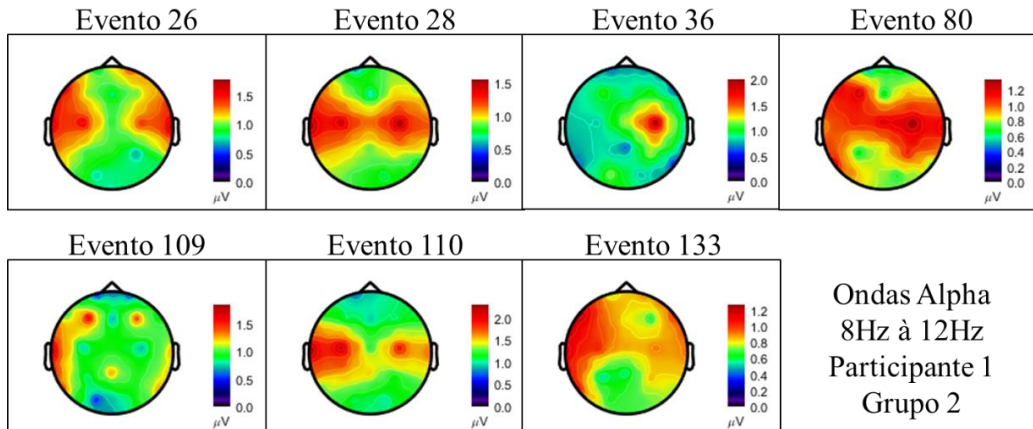 Evento 26
Evento 28
Evento 36
Evento 80
1.5
1.0
0.5
0.0
µV
1.5
1.0
0.5
0.0
µV
2.0
1.5
1.0
0.5
0.0
µV
1.2
1.0
0.8
0.6
0.4
0.2
0.0
µV
Evento 109
Evento 110
Evento 133
1.5
1.0
0.5
0.0
µV
2.0
1.5
1.0
0.5
0.0
µV
1.2
1.0
0.8
0.6
0.4
0.2
0.0
µV
Ondas Alpha
8Hz à 12Hz
Participante 1
Grupo 2